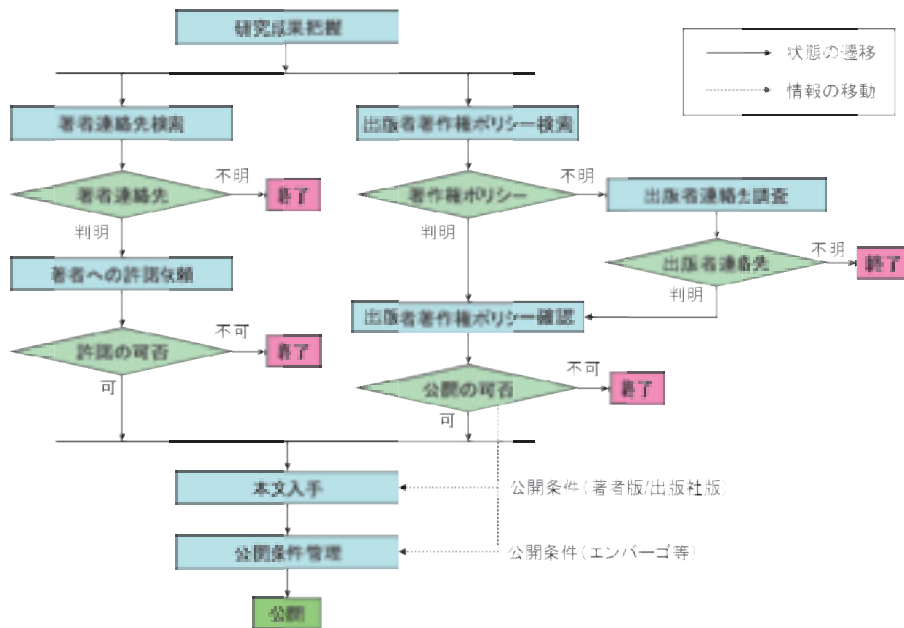 研究成果把握
状態の遷移
情報の移動
著者連絡先検索
出版者著作権ポリシー検索
著者連絡先
不明
終了
著作権ポリシー
不明
出版者連絡先調査
判明
判明
出版者連絡先
不明
終了
著者への許諾依頼
判明
出版者著作権ポリシー確認
許諾の可否
不可
終了
公開の可否
不可
終了
可
可
本文入手
公開条件(著者版/出版社版)
公開条件管理
公開条件(エンバーゴ等)
公開